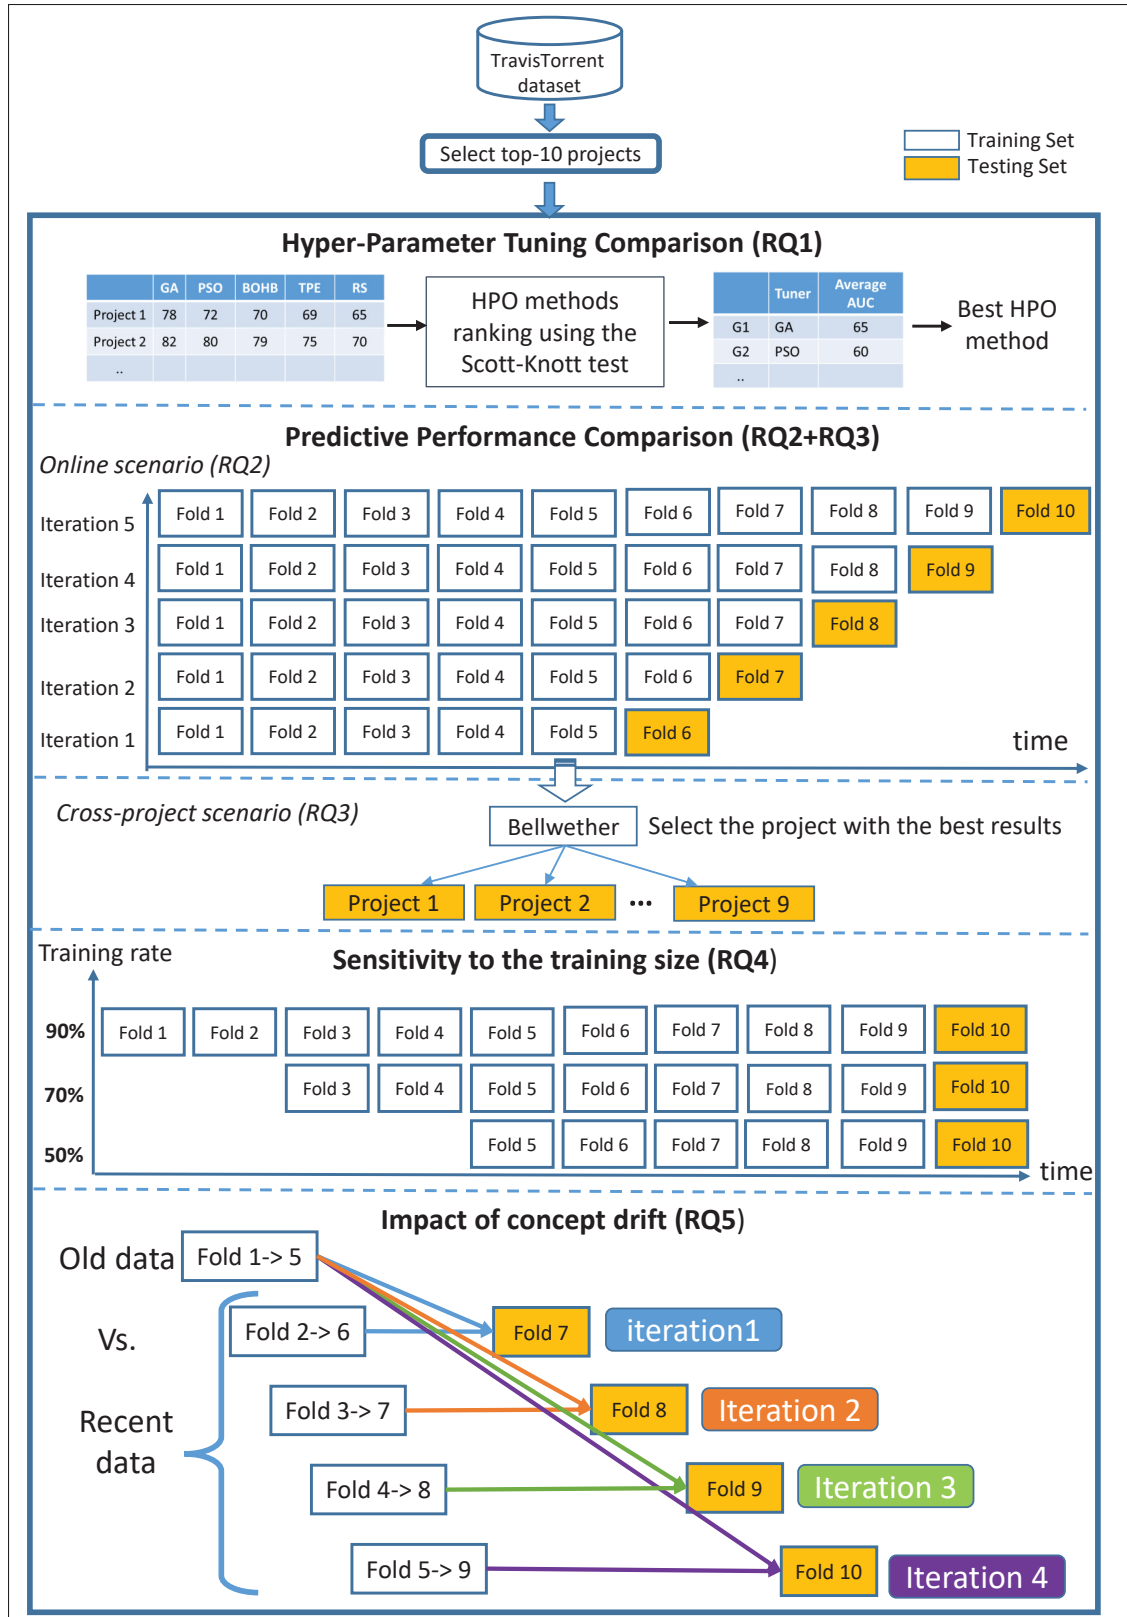 TravisTorrent
dataset
Select top-10 projects
Training Set
Testing Set
Hyper-Parameter Tuning Comparison (RQ1)
GA PSO BOHB TPE RS
Project 1 78 72 70 69 65
Project 2 82 80 79 75 70
..
HPO methods
ranking using the
Scott-Knott test
Tuner Average
AUC
G1 GA 65
G2 PSO 60
..
Best HPO
method
Predictive Performance Comparison (RQ2+RQ3)
Online scenario (RQ2)
Iteration 5 Fold 1 Fold 2 Fold 3 Fold 4 Fold 5 Fold 6 Fold 7 Fold 8 Fold 9 Fold 10
Iteration 4 Fold 1 Fold 2 Fold 3 Fold 4 Fold 5 Fold 6 Fold 7 Fold 8 Fold 9
Iteration 3 Fold 1 Fold 2 Fold 3 Fold 4 Fold 5 Fold 6 Fold 7 Fold 8
Iteration 2 Fold 1 Fold 2 Fold 3 Fold 4 Fold 5 Fold 6 Fold 7
Iteration 1 Fold 1 Fold 2 Fold 3 Fold 4 Fold 5 Fold 6
time
Cross-project scenario (RQ3)
Bellwether Select the project with the best results
Project 1 Project 2 ... Project 9
Training rate
Sensitivity to the training size (RQ4)
90% Fold 1 Fold 2 Fold 3 Fold 4 Fold 5 Fold 6 Fold 7 Fold 8 Fold 9 Fold 10
70% Fold 3 Fold 4 Fold 5 Fold 6 Fold 7 Fold 8 Fold 9 Fold 10
50% Fold 5 Fold 6 Fold 7 Fold 8 Fold 9 Fold 10
time
Impact of concept drift (RQ5)
Old data Fold 1-> 5
Vs. Fold 2-> 6 Fold 7 iteration1
Recent
data
Fold 3-> 7 Fold 8 Iteration 2
Fold 4-> 8 Fold 9 Iteration 3
Fold 5-> 9 Fold 10 Iteration 4